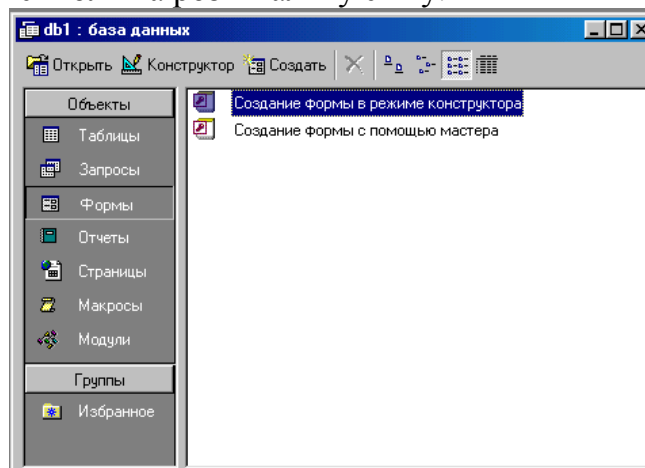 db1 : база данных
Открыть Конструктор Создать
Объекты
Таблицы
Запросы
Формы
Отчеты
Страницы
Макросы
Модули
Группы
Избранное
Создание формы в режиме конструктора
Создание формы с помощью мастера